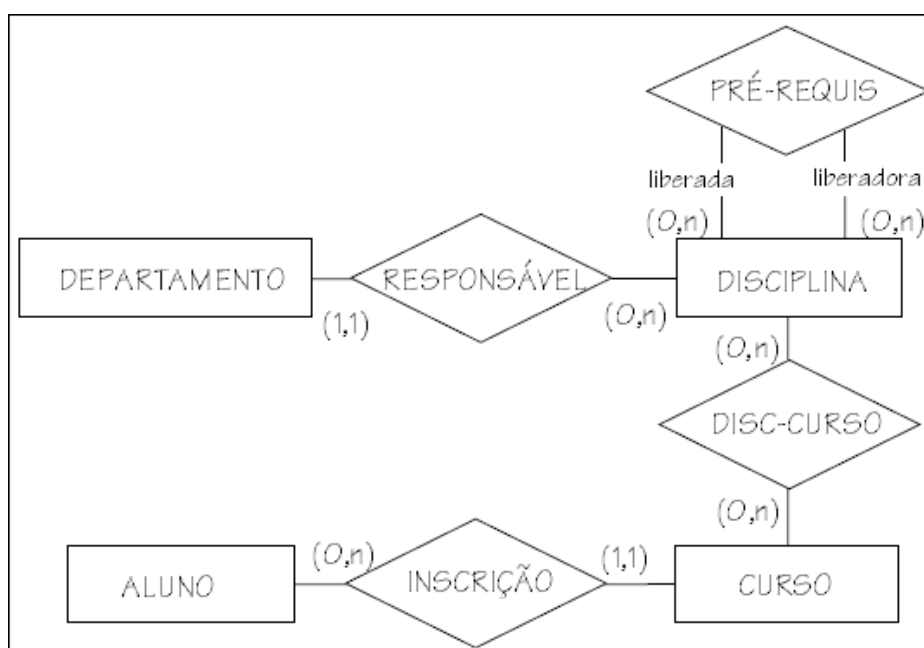 PRÉ-REQUIS
liberada
liberadora
(0,n)
(0,n)
DEPARTAMENTO
RESPONSÁVEL
DISCIPLINA
(1,1)
(0,n)
(0,n)
DISC-CURSO
(0,n)
(0,n)
(1,1)
ALUNO
INSCRIÇÃO
CURSO